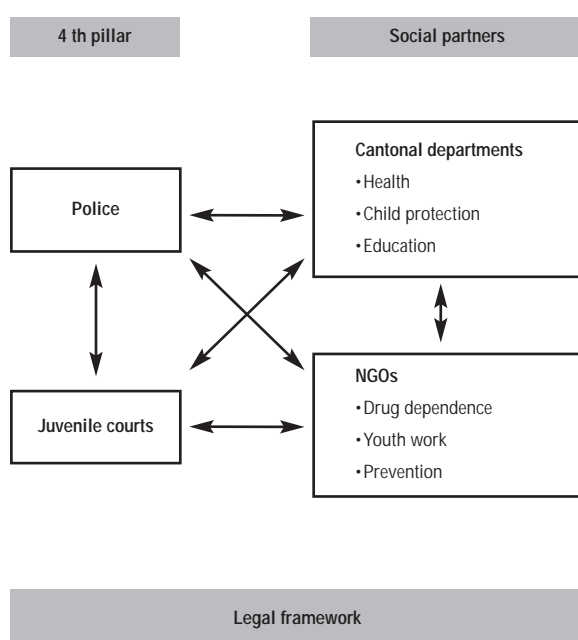 4 th pillar
Social partners
Police
Cantonal departments
•Health
•Child protection
•Education
Juvenile courts
NGOs
•Drug dependence
•Youth work
•Prevention
Legal framework